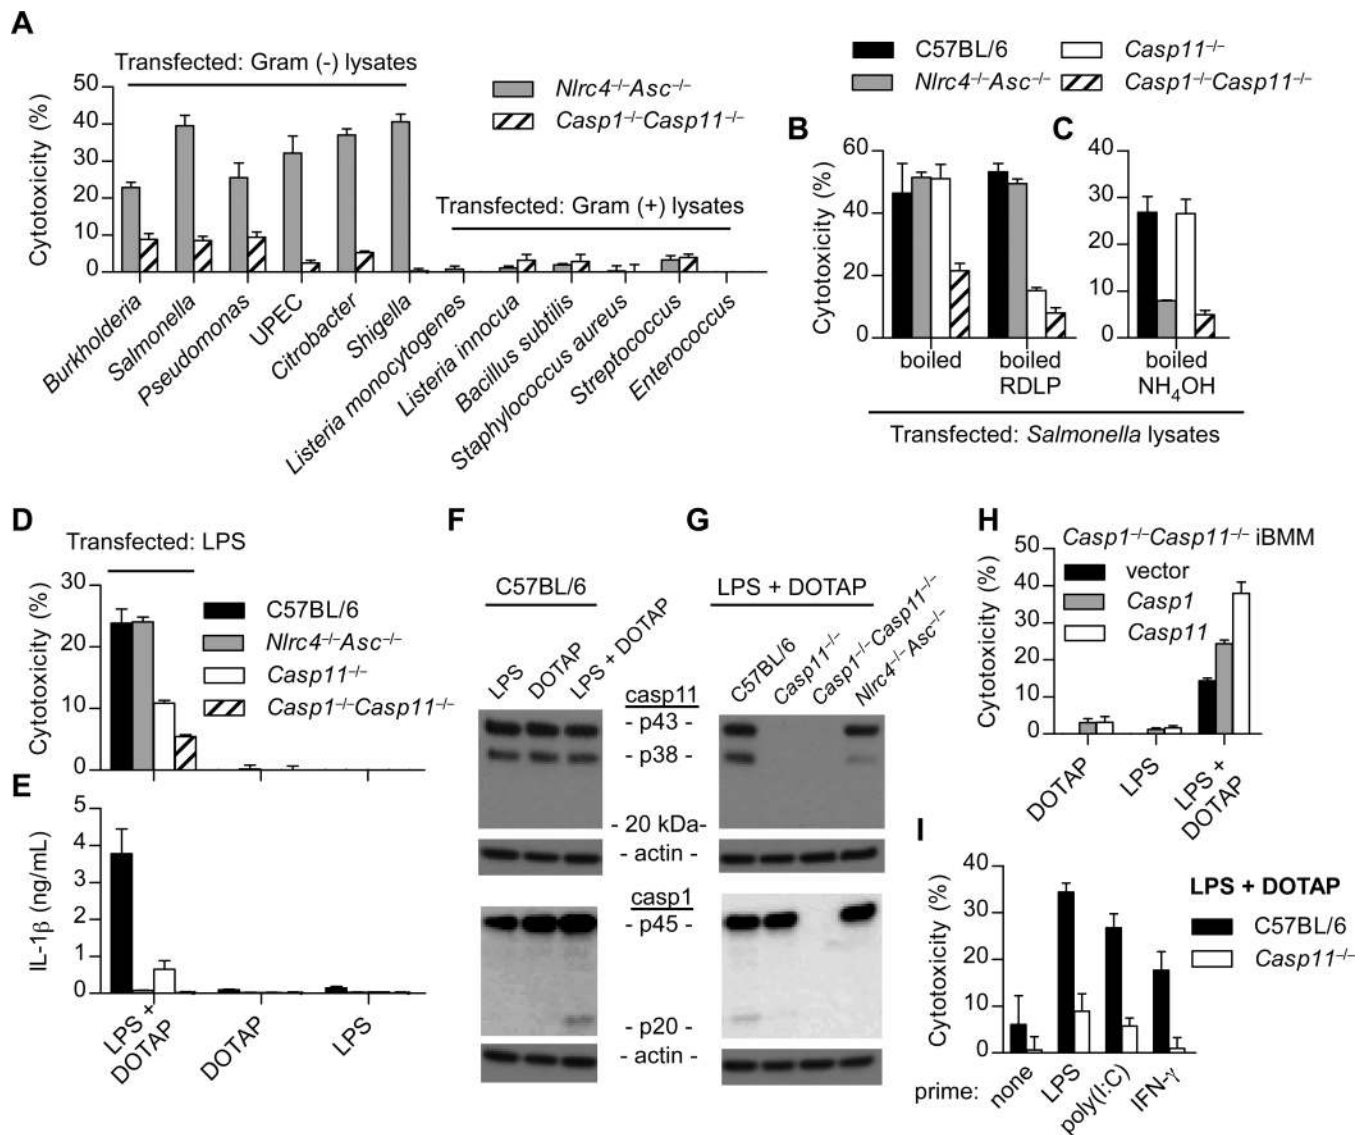 A
Transfected: Gram (-) lysates
Nlrc4–/–Asc–/–
Casp1–/–Casp11–/–
Cytotoxicity (%)
50
40
30
20
10
0
Transfected: Gram (+) lysates
Burkholderia
Salmonella
Pseudomonas
UPEC
Citrobacter
Shigella
Listeria monocytogenes
Listeria innocua
Bacillus subtilis
Staphylococcus aureus
Streptococcus
Enterococcus
C57BL/6
Casp11–/–
Nlrc4–/–Asc–/–
Casp1–/–Casp11–/–
B
Cytotoxicity (%)
60
40
20
0
boiled
boiled
RDLP
C
40
30
20
10
0
boiled
NH4OH
Transfected: Salmonella lysates
D
Transfected: LPS
Cytotoxicity (%)
30
20
10
0
C57BL/6
Nlrc4–/–Asc–/–
Casp11–/–
Casp1–/–Casp11–/–
E
IL-1β (ng/mL)
5
4
3
2
1
0
LPS +
DOTAP
DOTAP
LPS
F
C57BL/6
LPS
DOTAP
LPS + DOTAP
casp11
- p43 -
- p38 -
- 20 kDa-
- actin -
casp1
- p45 -
- p20 -
- actin -
G
LPS + DOTAP
C57BL/6
Casp11–/–
Casp1–/–Casp11–/–
Nlrc4–/–Asc–/–
H
Casp1–/–Casp11–/– iBMM
Cytotoxicity (%)
50
40
30
20
10
0
vector
Casp1
Casp11
DOTAP
LPS
LPS +
DOTAP
I
Cytotoxicity (%)
40
30
20
10
0
LPS + DOTAP
C57BL/6
Casp11–/–
prime:
none
LPS
poly(I:C)
IFN-γ